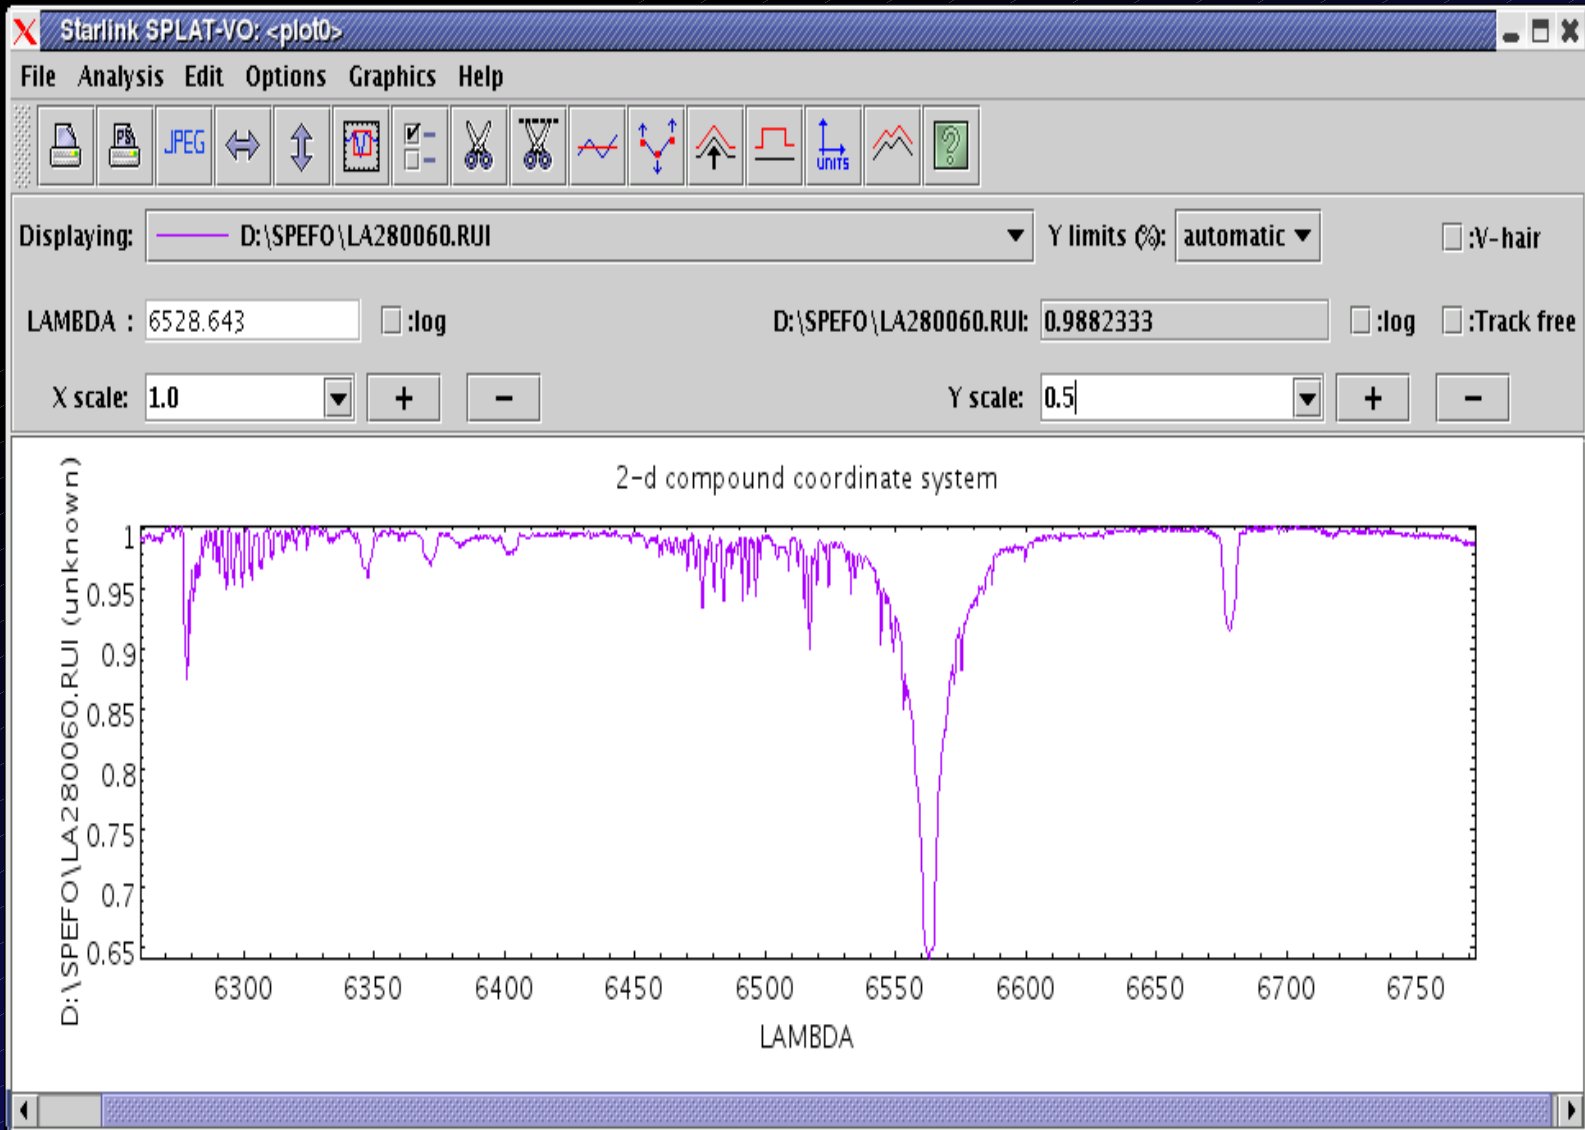 X Starlink SPLAT-VO: <plot0>
File Analysis Edit Options Graphics Help
PS JPEG UNITS ?
Displaying: D:\SPEFO\LA280060.RUI Y limits (%): automatic :V-hair
LAMBDA : 6528.643 :log D:\SPEFO\LA280060.RUI: 0.9882333 :log :Track free
X scale: 1.0 + - Y scale: 0.5 + -
2-d compound coordinate system
D:\SPEFO\LA280060.RUI (unknown)
1
0.95
0.9
0.85
0.8
0.75
0.7
0.65
6300 6350 6400 6450 6500 6550 6600 6650 6700 6750
LAMBDA